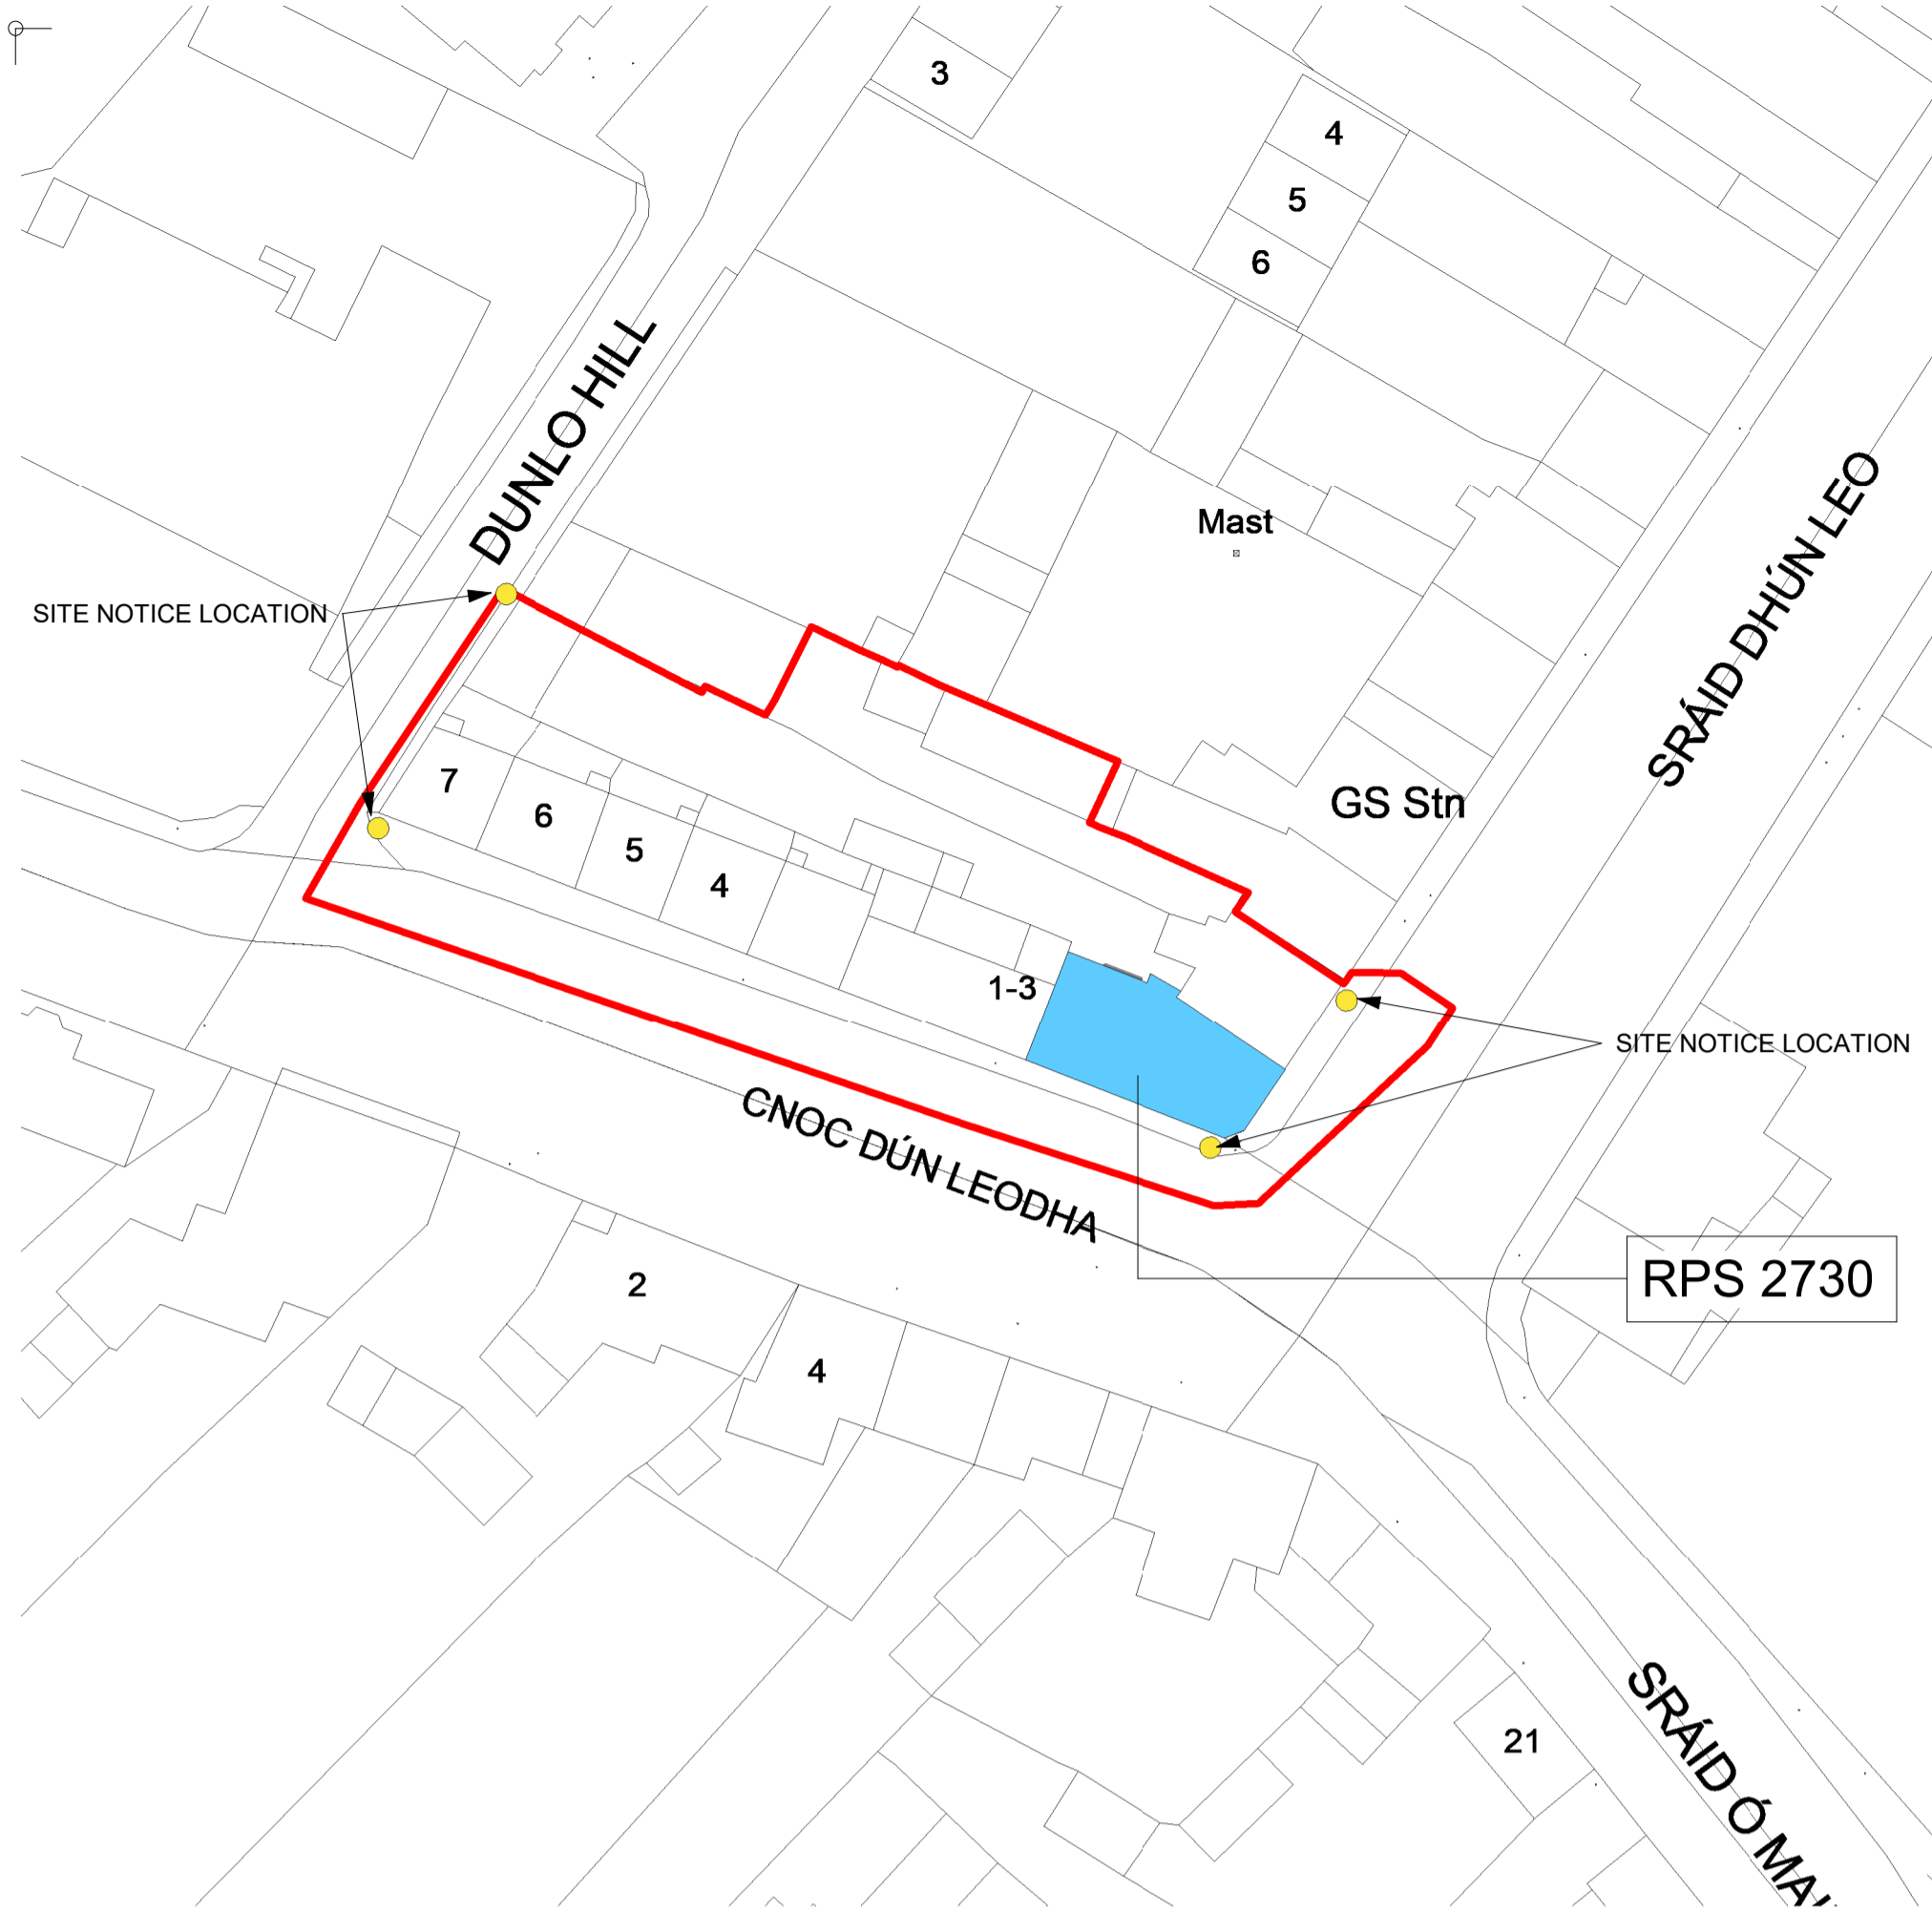 3
4
5
6
DUNLO HILL
Mast
SRÁID DHÚN LEO
SITE NOTICE LOCATION
GS Stn
7
6
5
4
1-3
SITE NOTICE LOCATION
CNOC DÚN LEODHA
RPS 2730
2
4
21
SRÁID Ó